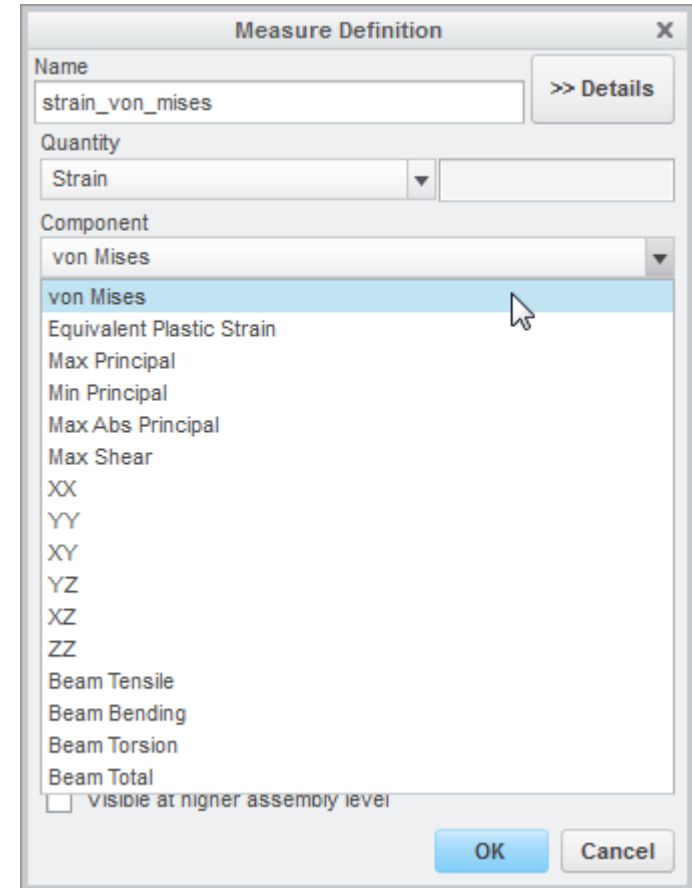 Measure Definition
Name
strain_von_mises
>> Details
Quantity
Strain
Component
von Mises
von Mises
Equivalent Plastic Strain
Max Principal
Min Principal
Max Abs Principal
Max Shear
XX
YY
XY
YZ
XZ
ZZ
Beam Tensile
Beam Bending
Beam Torsion
Beam Total
Visible at higher assembly level
OK
Cancel